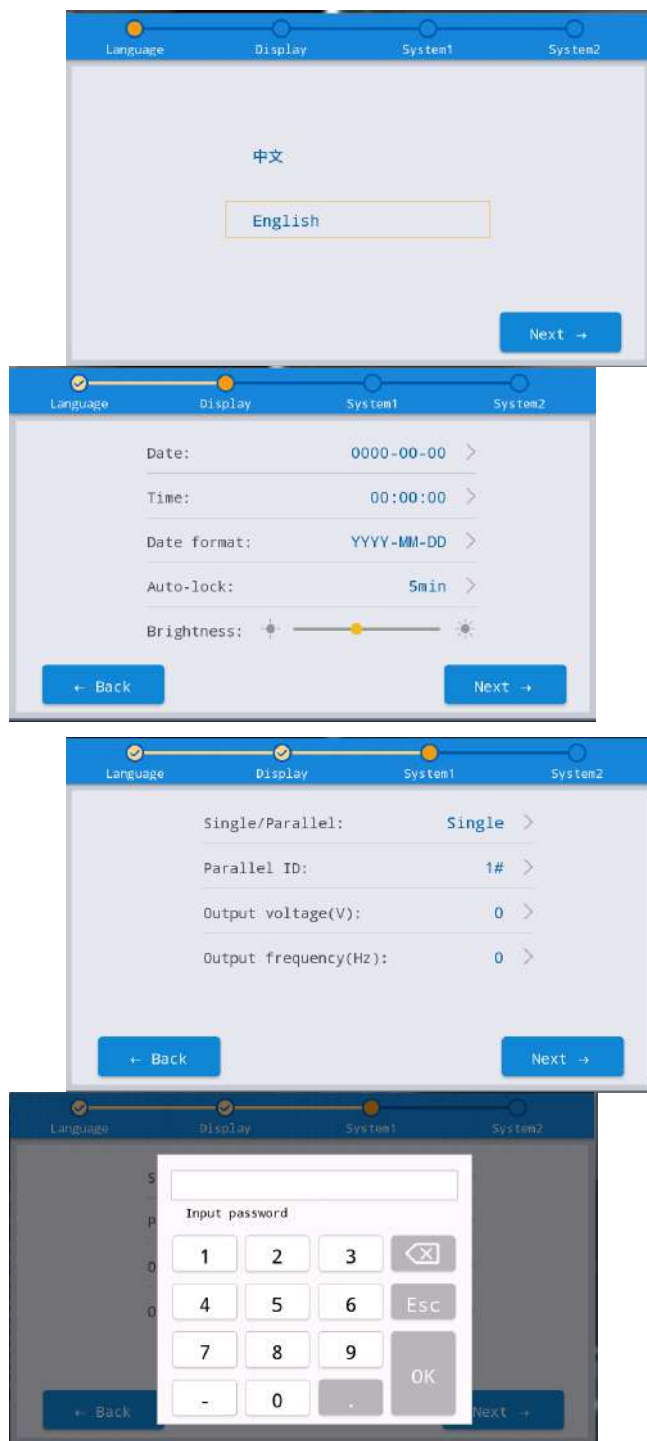 Language Display System1 System2
中文
English
Next →
Language Display System1 System2
Date: 0000-00-00 >
Time: 00:00:00 >
Date format: YYYY-MM-DD >
Auto-lock: 5min >
Brightness:
← Back Next →
Language Display System1 System2
Single/Parallel: Single >
Parallel ID: 1# >
Output voltage(V): 0 >
Output frequency(Hz): 0 >
← Back Next →
Language Display System1 System2
S
P
Input password
1 2 3
O
4 5 6 Esc
O
7 8 9
OK
- 0 .
← Back Next →